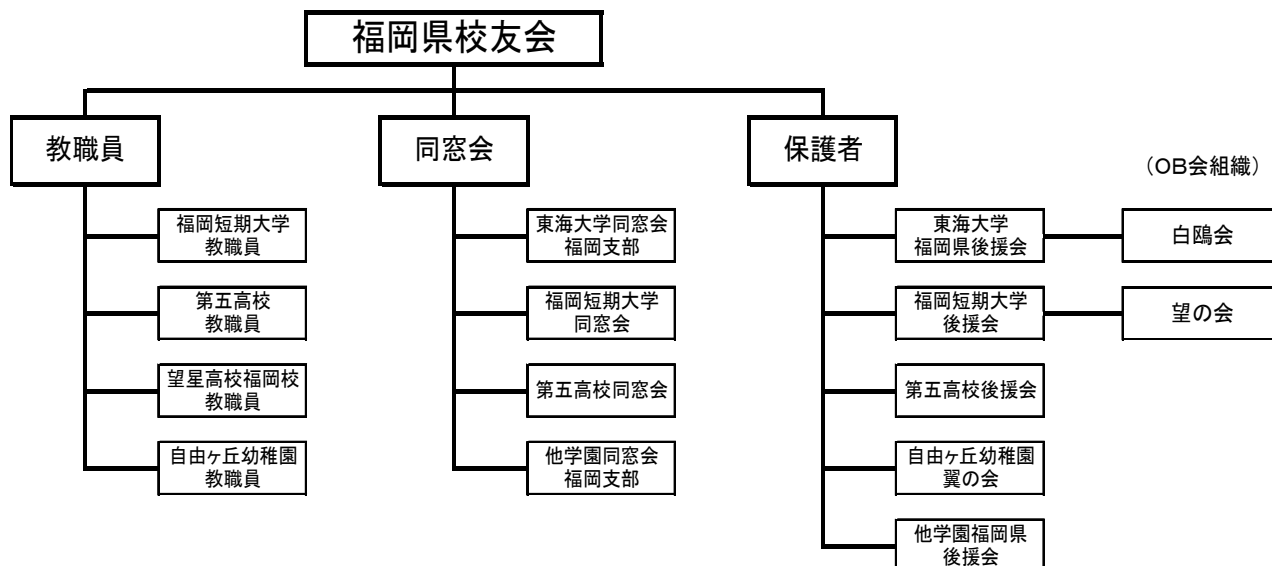 福岡県校友会
教職員
同窓会
保護者
（OB会組織）
福岡短期大学
教職員
第五高校
教職員
望星高校福岡校
教職員
自由ヶ丘幼稚園
教職員
東海大学同窓会
福岡支部
福岡短期大学
同窓会
第五高校同窓会
他学園同窓会
福岡支部
東海大学
福岡県後援会
白鴎会
福岡短期大学
後援会
望の会
第五高校後援会
自由ヶ丘幼稚園
翼の会
他学園福岡県
後援会